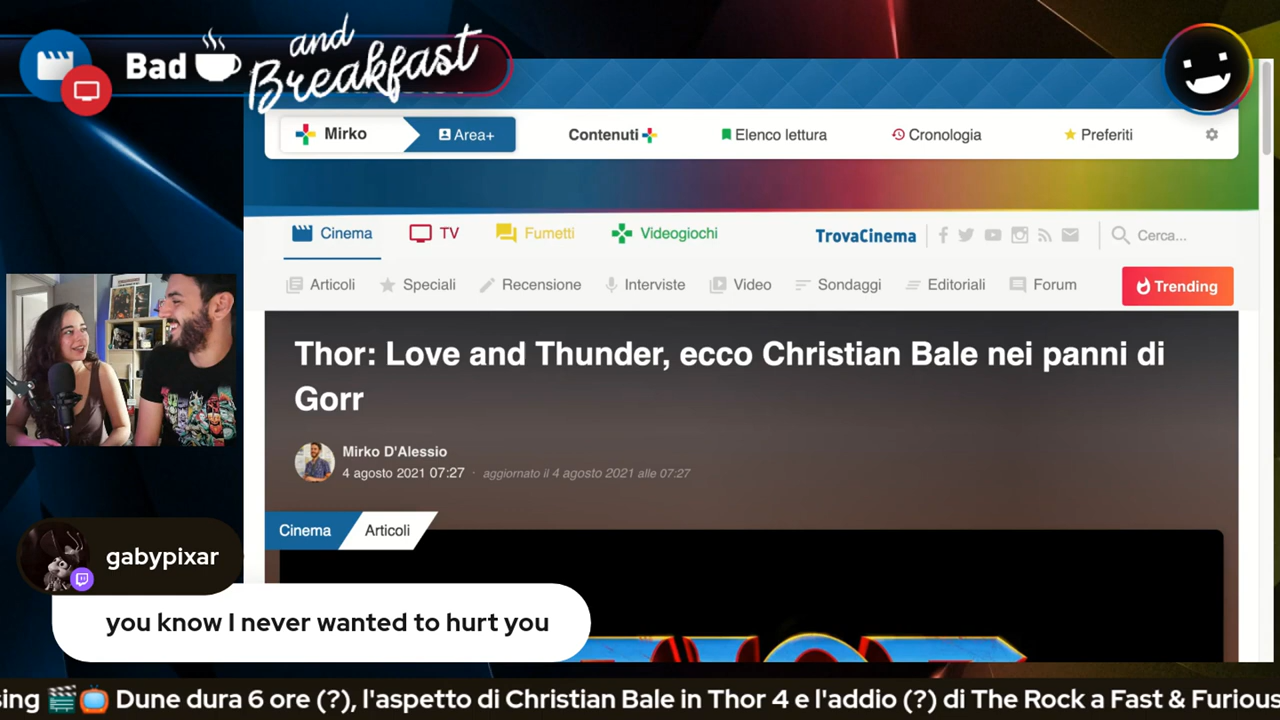 Bad and Breakfast
Mirko
Area+
Contenuti
Elenco lettura
Cronologia
Preferiti
Cinema
TV
Fumetti
Videogiochi
TrovaCinema
Cerca...
Articoli
Speciali
Recensione
Interviste
Video
Sondaggi
Editoriali
Forum
Trending
Thor: Love and Thunder, ecco Christian Bale nei panni di
Gorr
Mirko D'Alessio
4 agosto 2021 07:27 · aggiornato il 4 agosto 2021 alle 07:27
Cinema
Articoli
gabypixar
you know I never wanted to hurt you
sing 🎬📺 Dune dura 6 ore (?), l'aspetto di Christian Bale in Thor 4 e l'addio (?) di The Rock a Fast & Furious